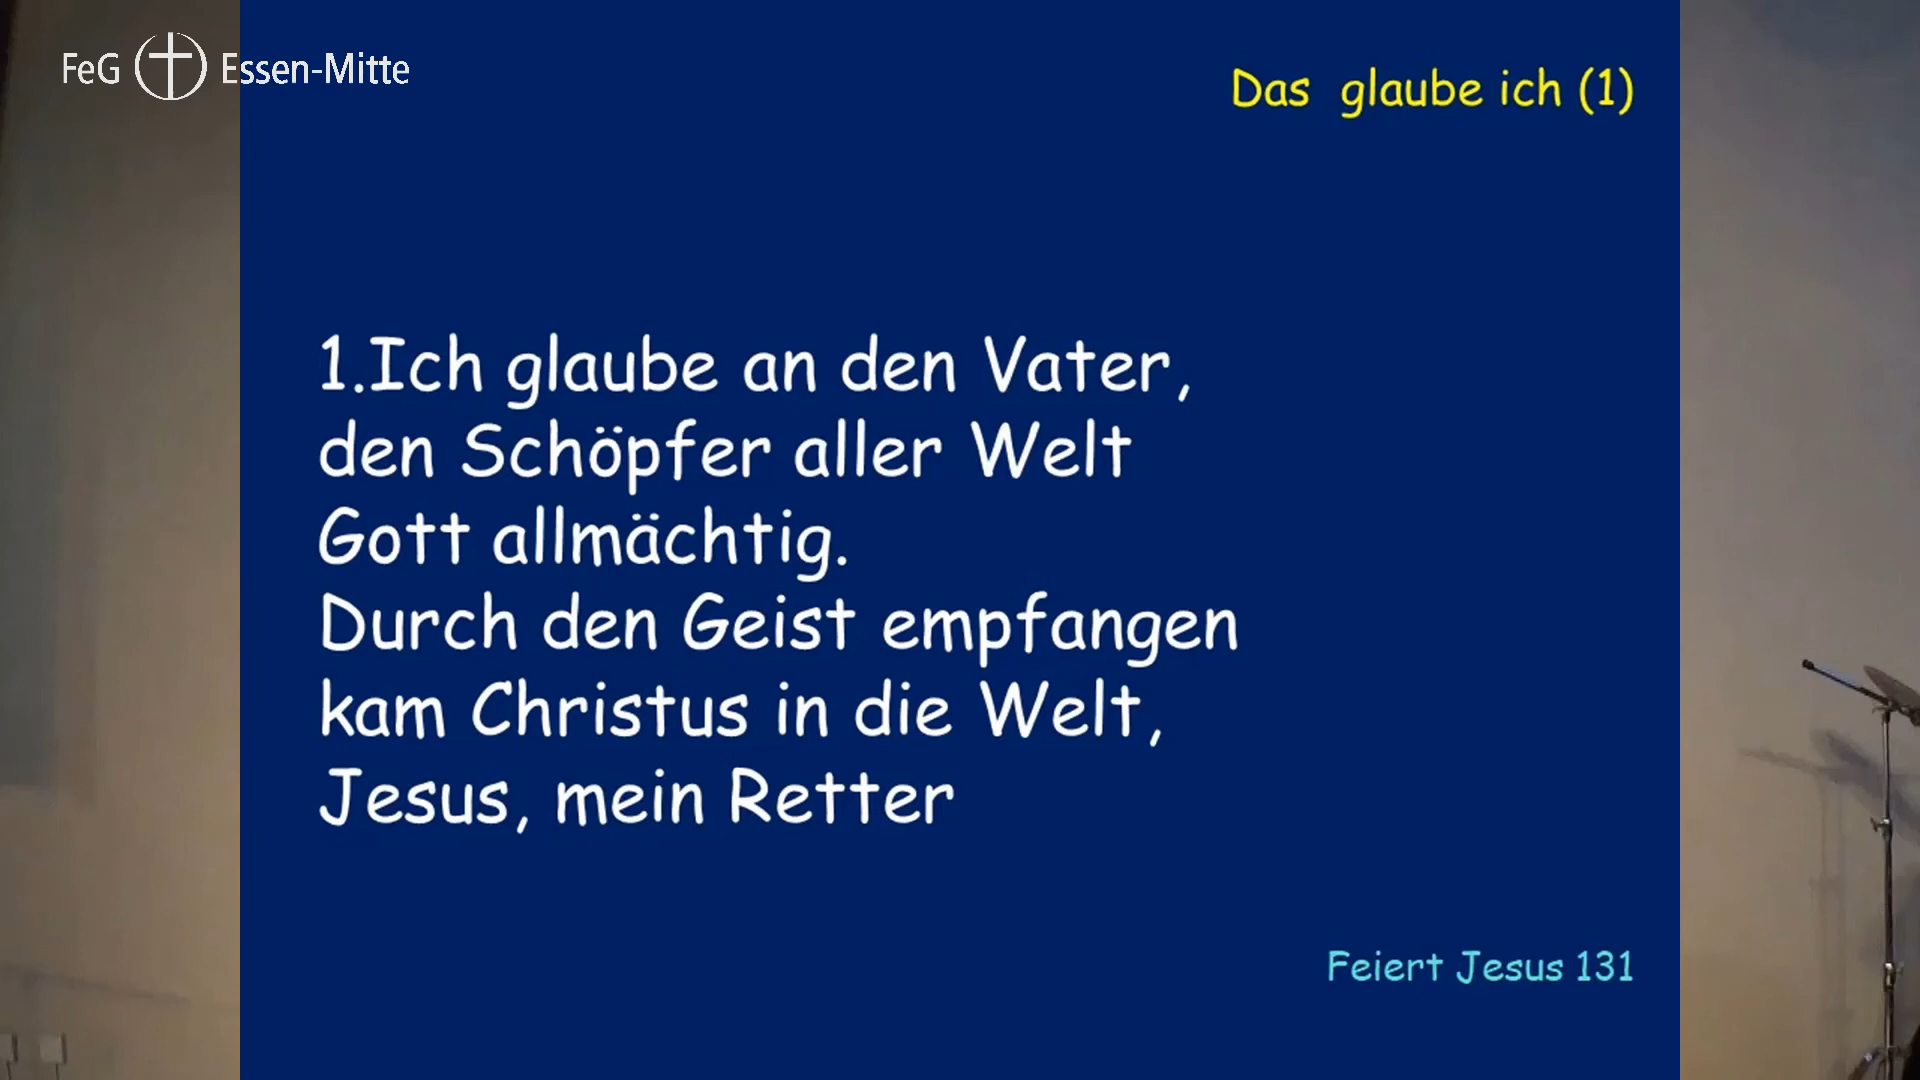 FeG Essen-Mitte
Das glaube ich (1)
1.Ich glaube an den Vater,
den Schöpfer aller Welt
Gott allmächtig.
Durch den Geist empfangen
kam Christus in die Welt,
Jesus, mein Retter
Feiert Jesus 131